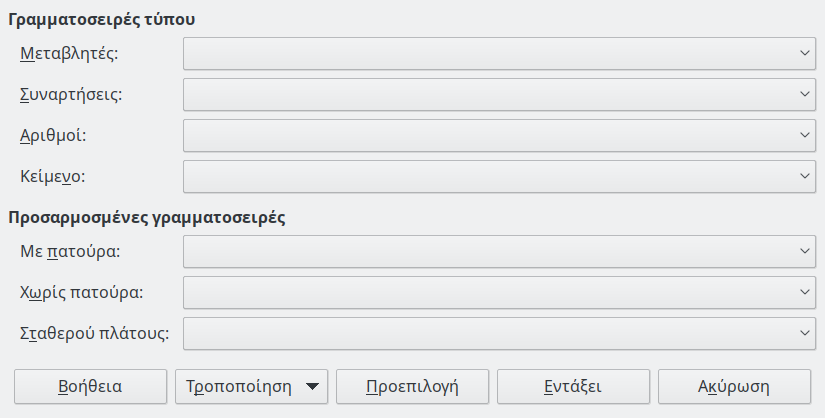 Γραμματοσειρές τύπου
Μεταβλητές:
Συναρτήσεις:
Αριθμοί:
Κείμενο:
Προσαρμοσμένες γραμματοσειρές
Με πατούρα:
Χωρίς πατούρα:
Σταθερού πλάτους:
Βοήθεια Τροποποίηση Προεπιλογή Εντάξει Ακύρωση